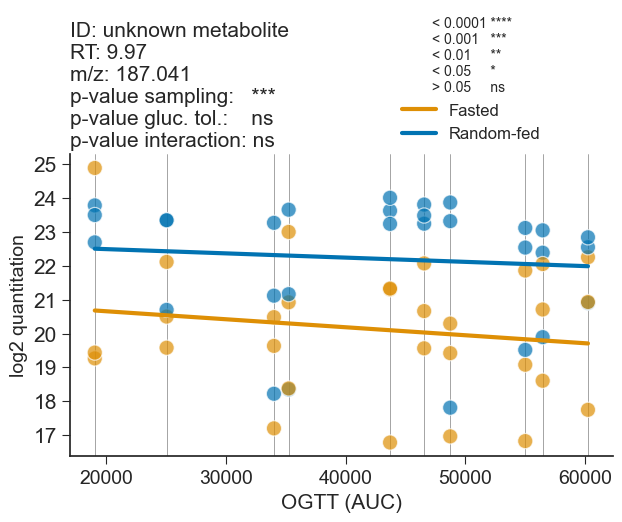 ID: unknown metabolite
RT: 9.97
m/z: 187.041
p-value sampling: ***
p-value gluc. tol.: ns
p-value interaction: ns
< 0.0001 ****
< 0.001 ***
< 0.01 **
< 0.05 *
> 0.05 ns
Fasted
Random-fed
25
24
23
22
21
20
19
18
17
log2 quantitation
20000 30000 40000 50000 60000
OGTT (AUC)